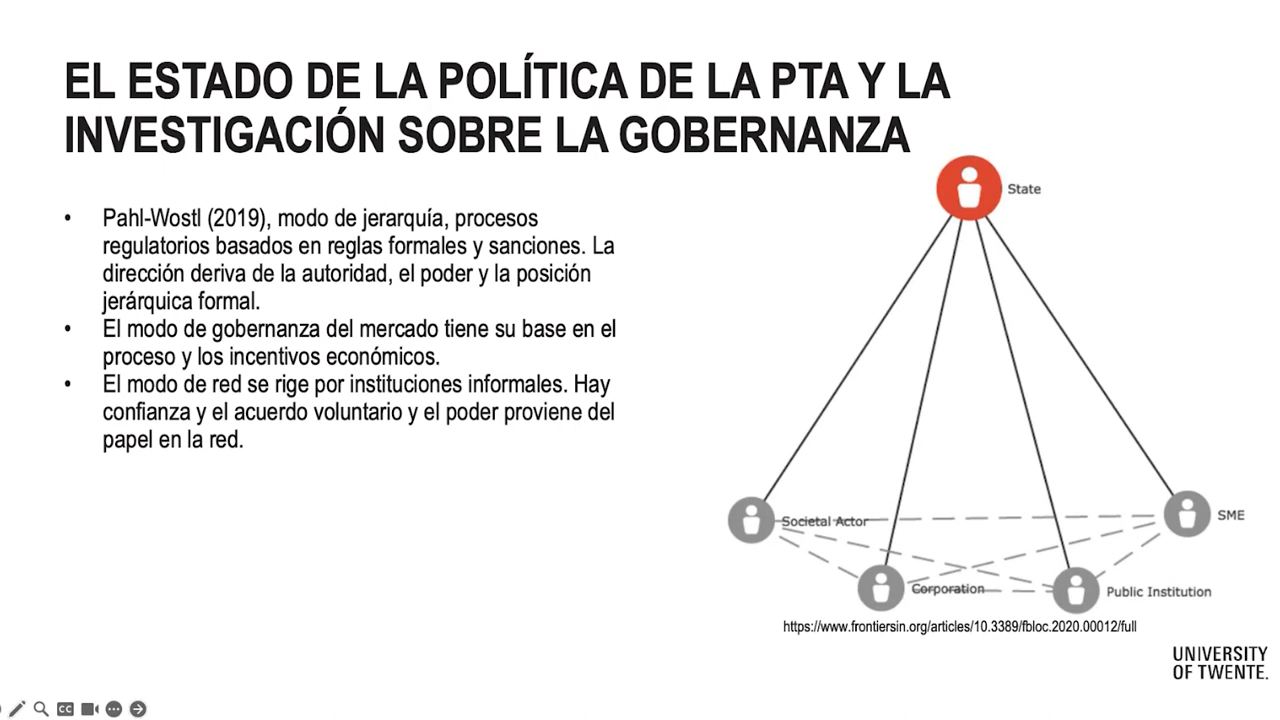 EL ESTADO DE LA POLÍTICA DE LA PTA Y LA
INVESTIGACIÓN SOBRE LA GOBERNANZA
• Pahl-Wostl (2019), modo de jerarquía, procesos
regulatorios basados en reglas formales y sanciones. La
dirección deriva de la autoridad, el poder y la posición
jerárquica formal.
• El modo de gobernanza del mercado tiene su base en el
proceso y los incentivos económicos.
• El modo de red se rige por instituciones informales. Hay
confianza y el acuerdo voluntario y el poder proviene del
papel en la red.
State
Societal Actor
SME
Corporation
Public Institution
https://www.frontiersin.org/articles/10.3389/fbloc.2020.00012/full
UNIVERSITY
OF TWENTE.
CC